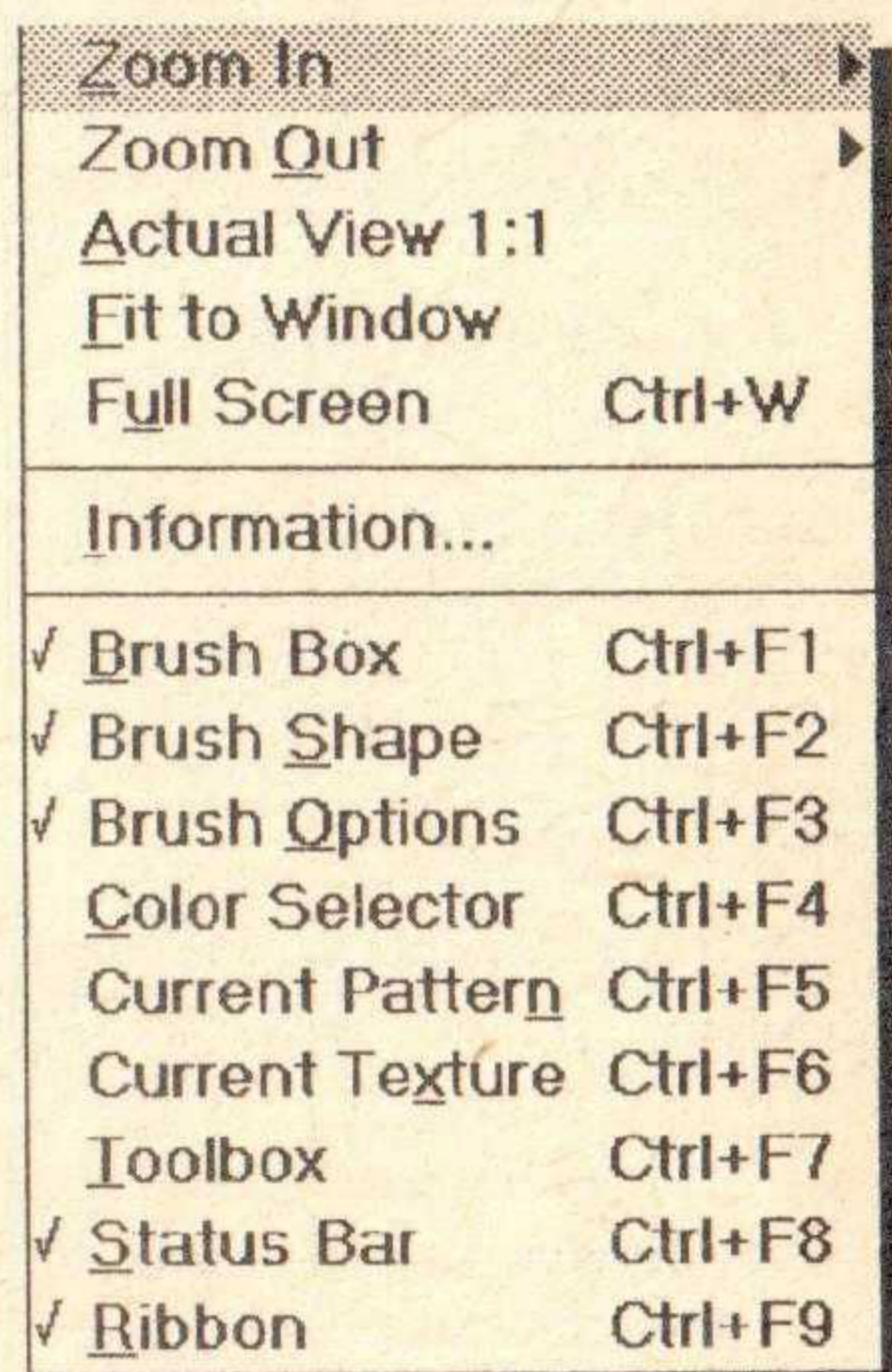 Zoom In
Zoom Out
Actual View 1:1
Fit to Window
Full Screen Ctrl+W
Information...
√ Brush Box Ctrl+F1
√ Brush Shape Ctrl+F2
√ Brush Options Ctrl+F3
Color Selector Ctrl+F4
Current Pattern Ctrl+F5
Current Texture Ctrl+F6
Toolbox Ctrl+F7
√ Status Bar Ctrl+F8
√ Ribbon Ctrl+F9